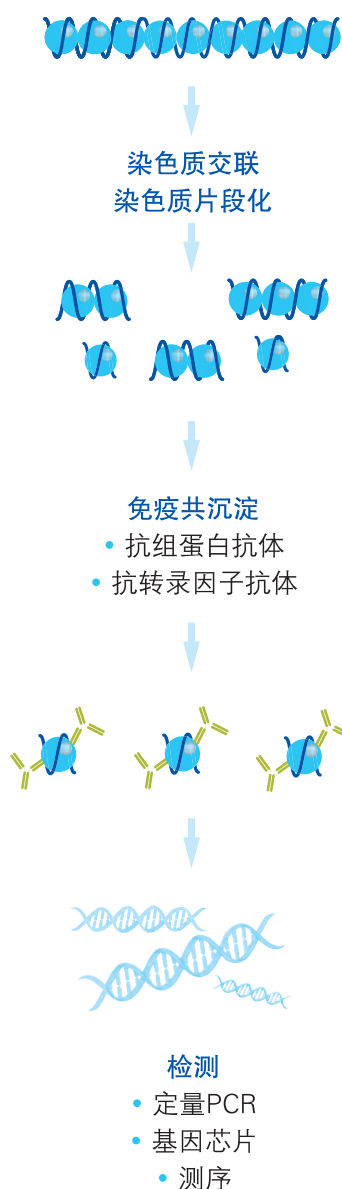 染色质交联
染色质片段化
免疫共沉淀
• 抗组蛋白抗体
• 抗转录因子抗体
检测
• 定量PCR
• 基因芯片
• 测序